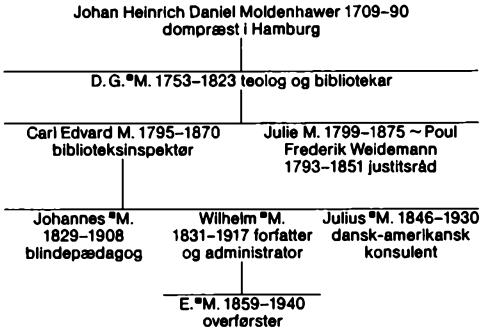 Johan Heinrich Daniel Moldenhawer 1709–90
dompræst i Hamburg
D. G. ■M. 1753–1823 teolog og bibliotekar
Carl Edvard M. 1795–1870
biblioteksinspektør
Julie M. 1799–1875 ~ Poul
Frederik Weidemann
1793–1851 justitsråd
Johannes ■M.
1829–1908
blindepædagog
Wilhelm ■M.
1831–1917 forfatter
og administrator
Julius ■M. 1846–1930
dansk-amerikansk
konsulent
E. ■M. 1859–1940
overførster